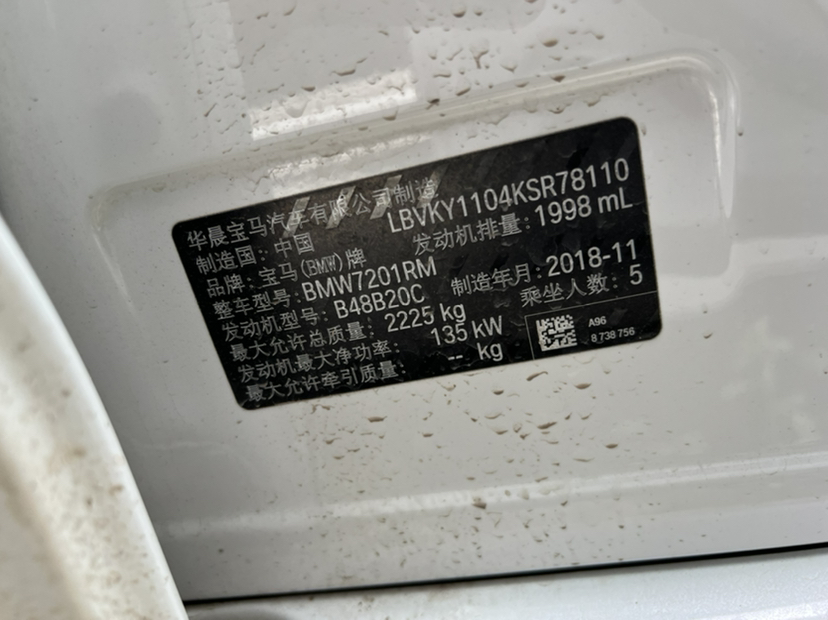 华晨宝马汽车有限公司制造
LBVKY1104KSR78110
制造国：中国
发动机排量：1998 mL
品牌：宝马(BMW)牌
整车型号：BMW7201RM
制造年月：2018-11
发动机型号：B48B20C
乘坐人数：5
最大允许总质量：2225 kg
发动机最大净功率：135 kW
最大允许牵引质量：-- kg
A96
8 738 756